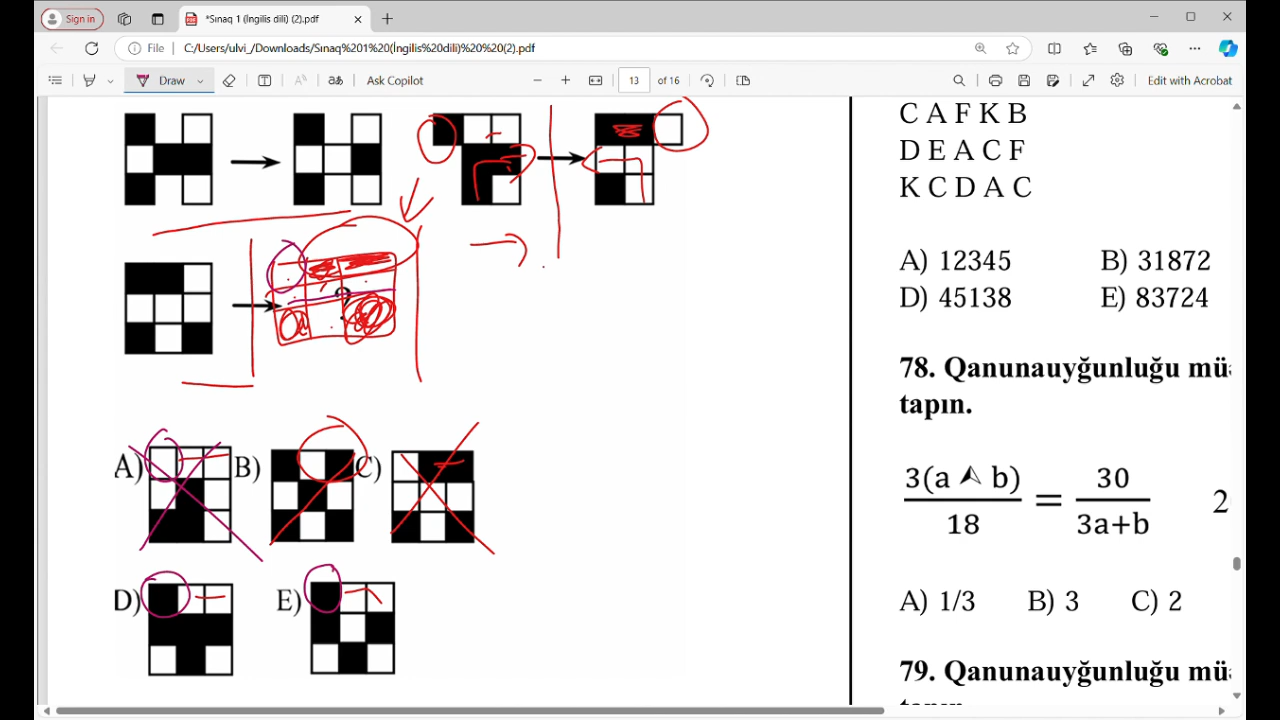 Sign in
*Sınaq 1 (İngilis dili) (2).pdf
File
C:/Users/ulvi_/Downloads/Sınaq%201%20(İngilis%20dili)%20%20(2).pdf
Draw
Ask Copilot
13 of 16
Edit with Acrobat
A)
B)
C)
D)
E)
C A F K B
D E A C F
K C D A C
A) 12345 B) 31872
D) 45138 E) 83724
78. Qanunauyğunluğu
tapın.
3(a ⋏ b)/18 = 30/3a+b 2
A) 1/3 B) 3 C) 2
79. Qanunauyğunluğu